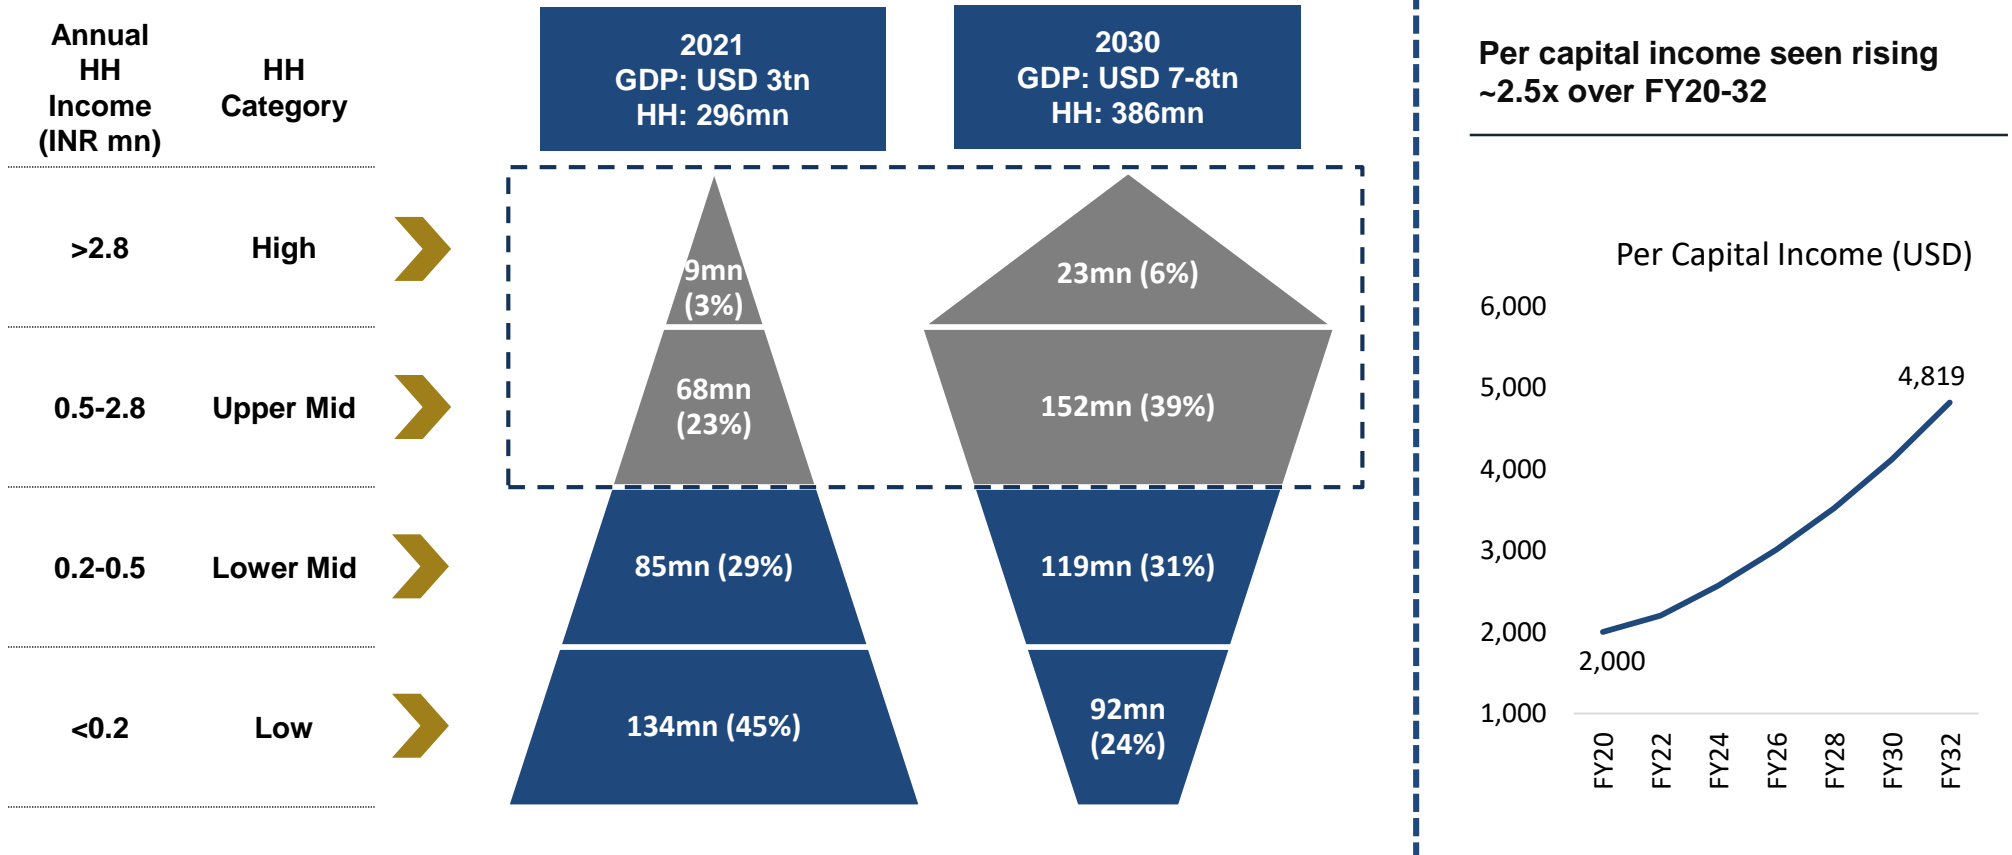 Annual
HH
Income
(INR mn)
HH
Category
2021
GDP: USD 3tn
HH: 296mn
2030
GDP: USD 7-8tn
HH: 386mn
>2.8
High
9mn
(3%)
23mn (6%)
0.5-2.8
Upper Mid
68mn
(23%)
152mn (39%)
0.2-0.5
Lower Mid
85mn (29%)
119mn (31%)
<0.2
Low
134mn (45%)
92mn
(24%)
Per capital income seen rising
~2.5x over FY20-32
Per Capital Income (USD)
6,000
5,000
4,000
3,000
2,000
1,000
4,819
2,000
FY20
FY22
FY24
FY26
FY28
FY30
FY32